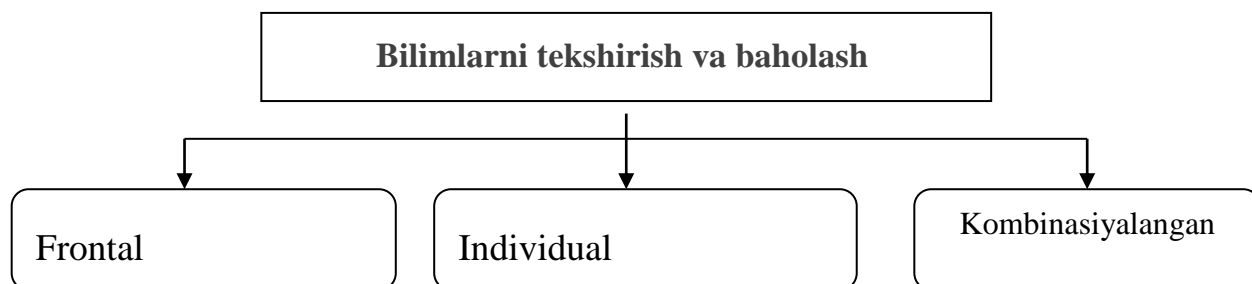 Bilimlarni tekshirish va baholash
Frontal
Individual
Kombinasiyalangan